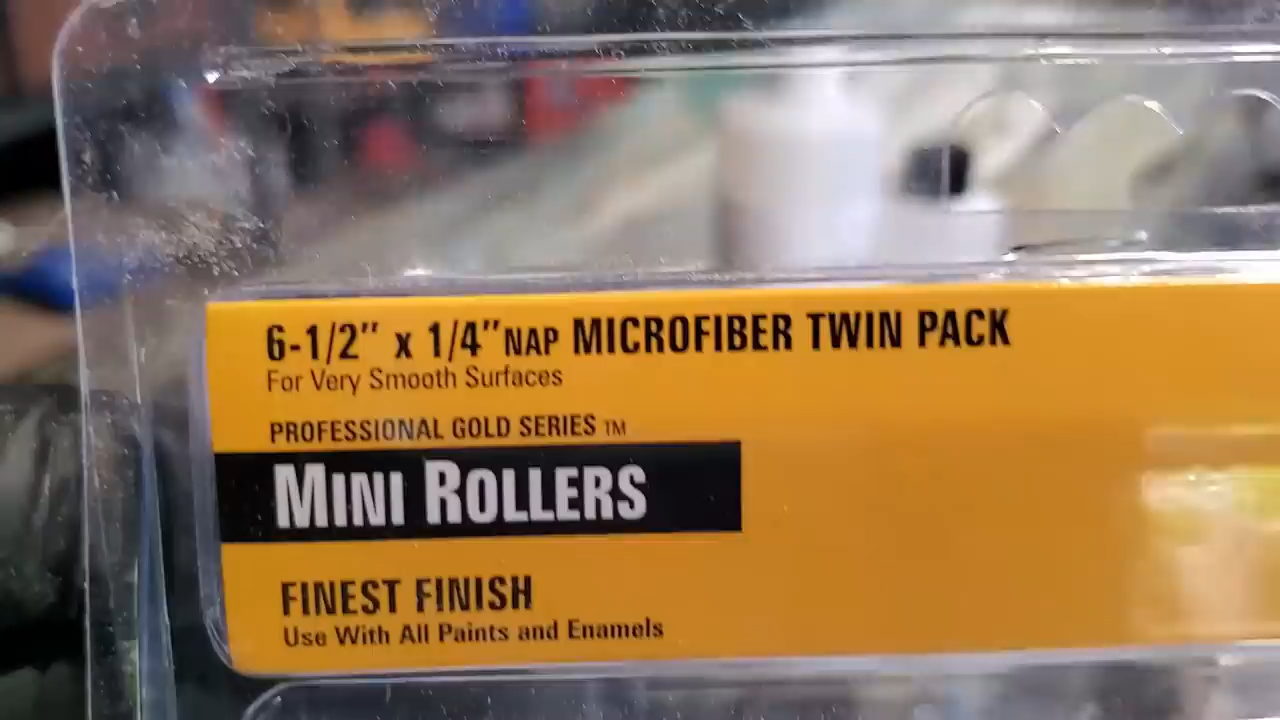 6-1/2" x 1/4" NAP MICROFIBER TWIN PACK
For Very Smooth Surfaces
PROFESSIONAL GOLD SERIES TM
MINI ROLLERS
FINEST FINISH
Use With All Paints and Enamels